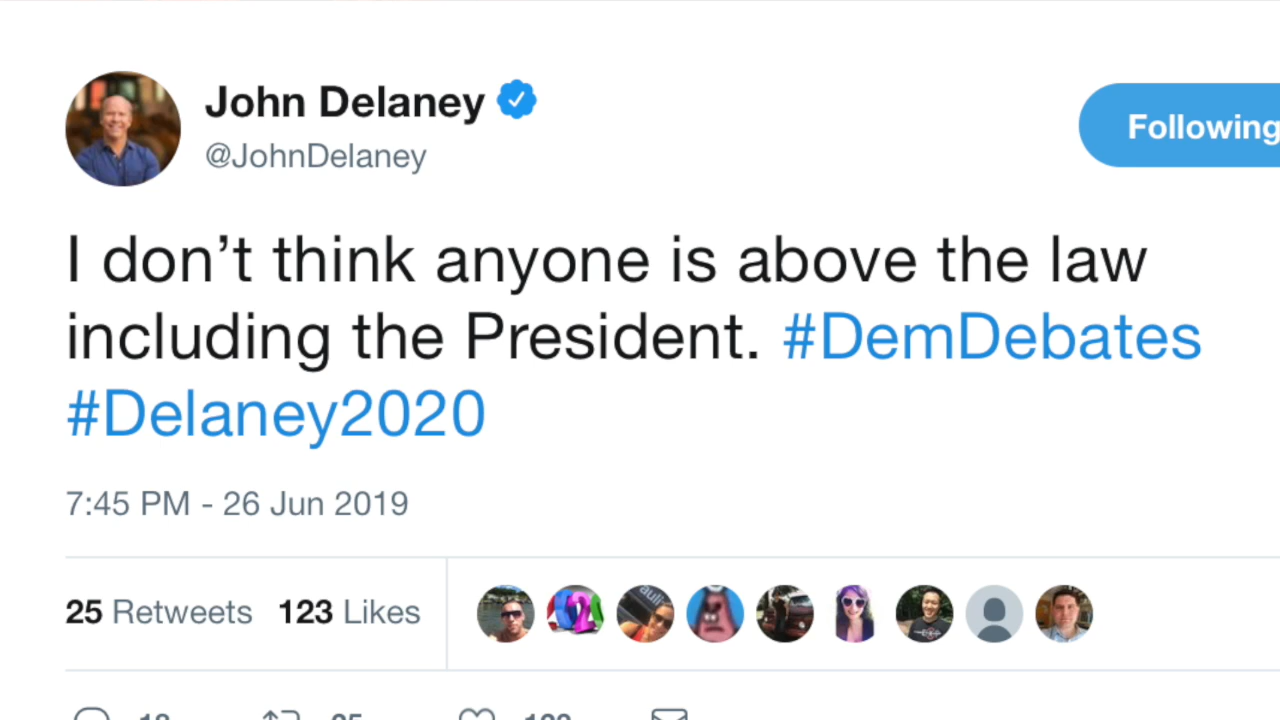 John Delaney
@JohnDelaney
Following
I don’t think anyone is above the law
including the President. #DemDebates
#Delaney2020
7:45 PM - 26 Jun 2019
25 Retweets 123 Likes